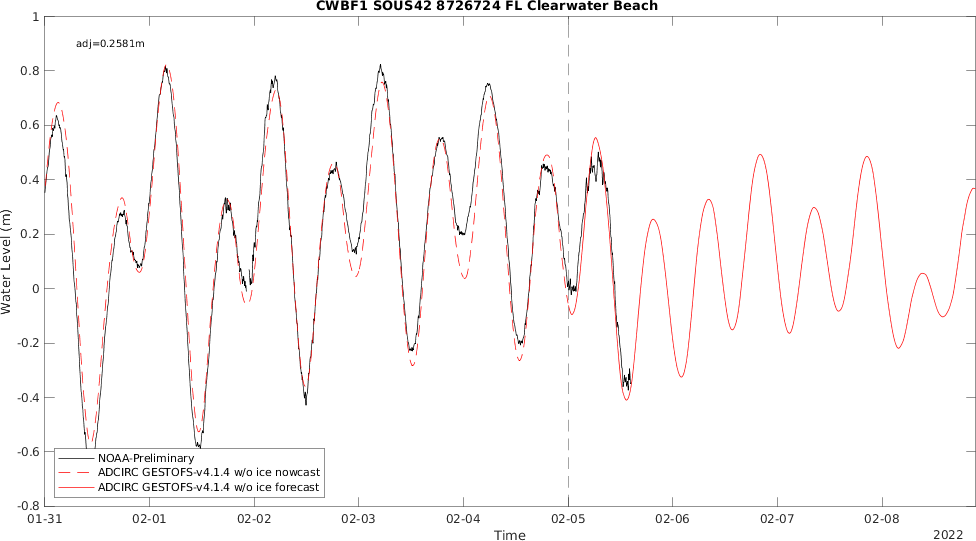 CWBF1 SOUS42 8726724 FL Clearwater Beach
adj=0.2581m
Water Level (m)
1
0.8
0.6
0.4
0.2
0
-0.2
-0.4
-0.6
-0.8
NOAA-Preliminary
ADCIRC GESTOFS-v4.1.4 w/o ice nowcast
ADCIRC GESTOFS-v4.1.4 w/o ice forecast
01-31 02-01 02-02 02-03 02-04 02-05 02-06 02-07 02-08
Time
2022